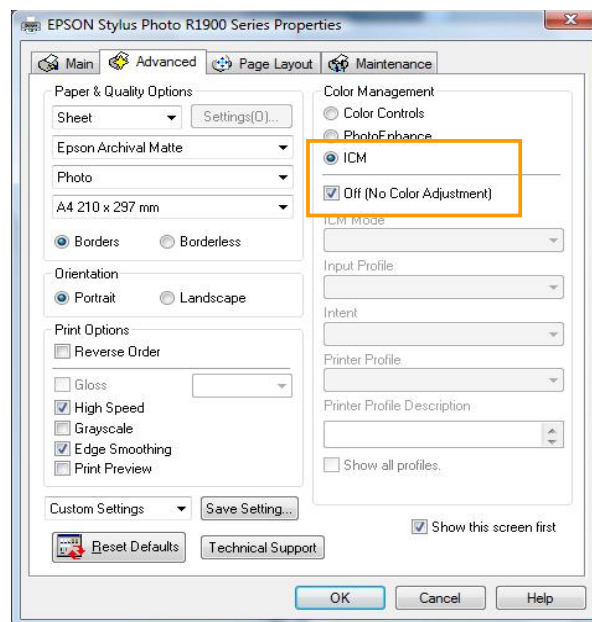 EPSON Stylus Photo R1900 Series Properties
Main
Advanced
Page Layout
Maintenance
Paper & Quality Options
Sheet
Settings(O)...
Epson Archival Matte
Photo
A4 210 x 297 mm
Borders
Borderless
Orientation
Portrait
Landscape
Print Options
Reverse Order
Gloss
High Speed
Grayscale
Edge Smoothing
Print Preview
Custom Settings
Save Setting...
Reset Defaults
Technical Support
Color Management
Color Controls
PhotoEnhance
ICM
Off (No Color Adjustment)
ICM Mode
Input Profile
Intent
Printer Profile
Printer Profile Description
Show all profiles.
Show this screen first
OK
Cancel
Help